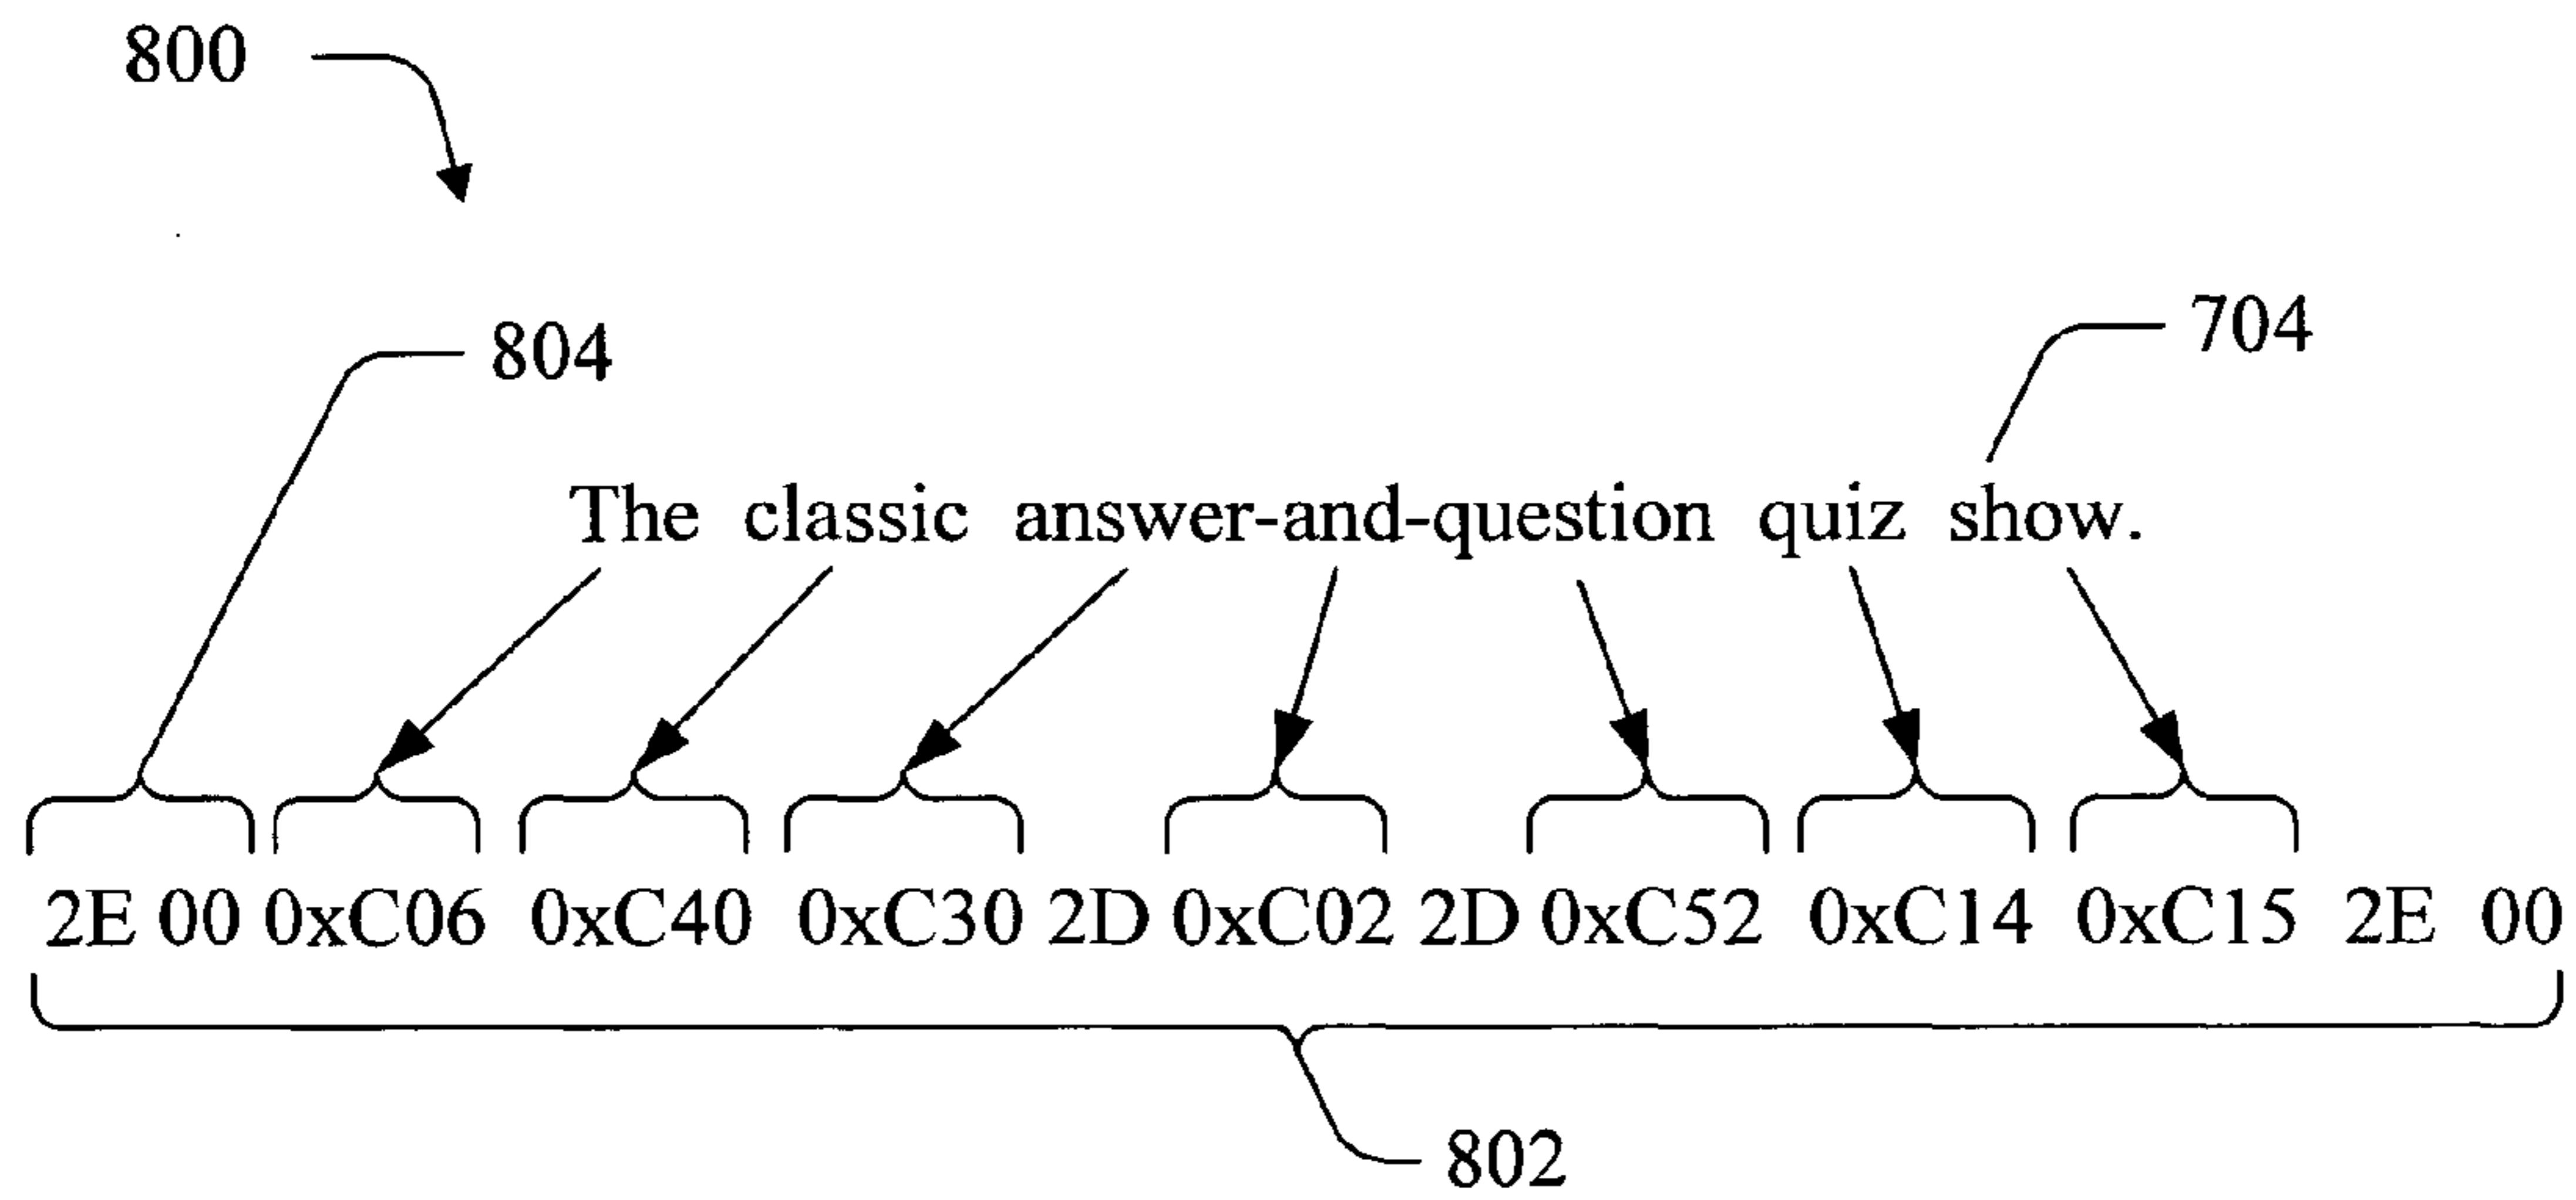 800
804
704
The classic answer-and-question quiz show.
2E 00 0xC06 0xC40 0xC30 2D 0xC02 2D 0xC52 0xC14 0xC15 2E 00
802